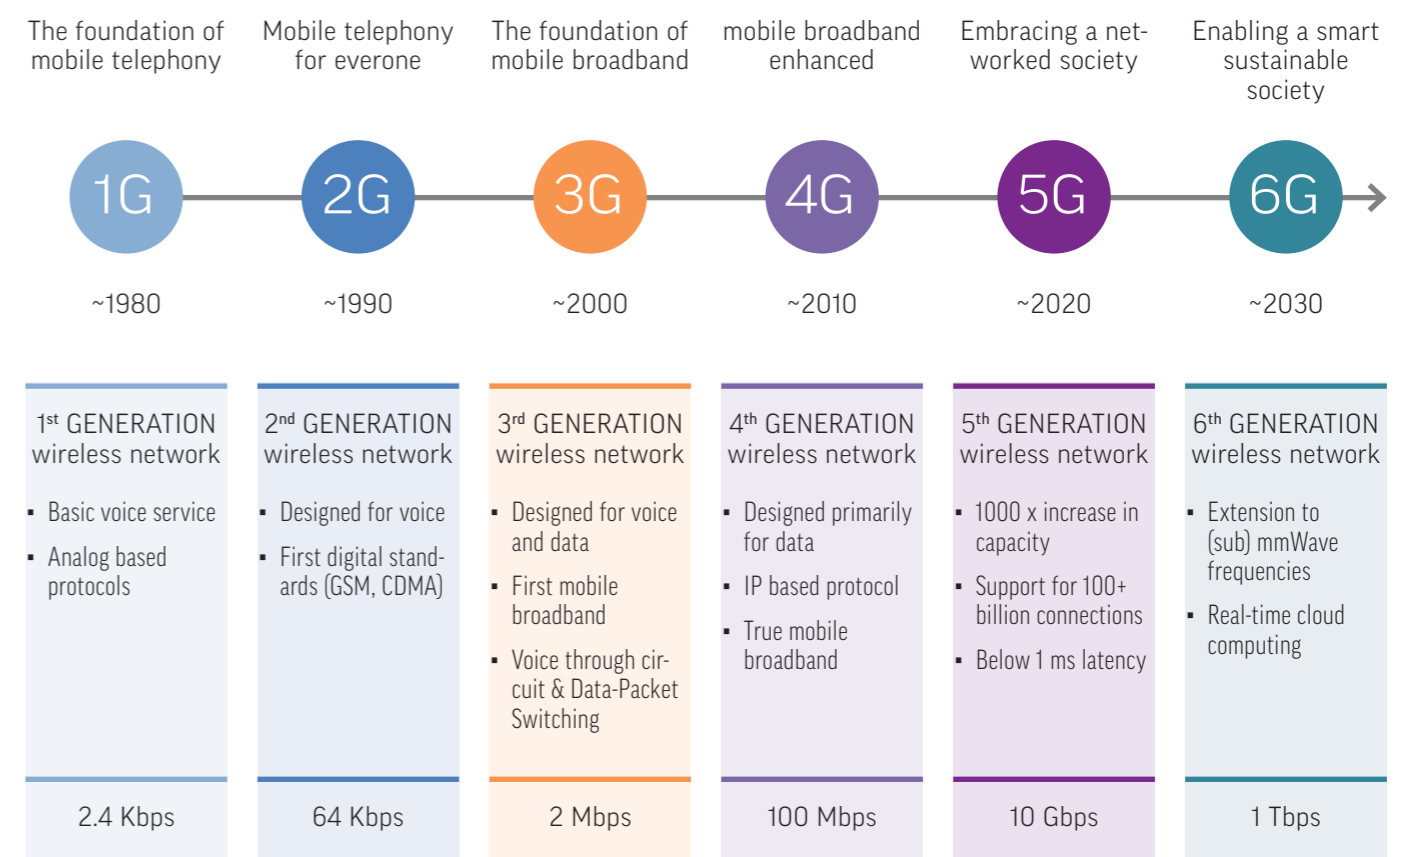 The foundation of
mobile telephony
Mobile telephony
for everone
The foundation of
mobile broadband
mobile broadband
enhanced
Embracing a net-
worked society
Enabling a smart
sustainable
society
1G
2G
3G
4G
5G
6G
~1980
~1990
~2000
~2010
~2020
~2030
1st GENERATION
wireless network
▪ Basic voice service
▪ Analog based
protocols
2.4 Kbps
2nd GENERATION
wireless network
▪ Designed for voice
▪ First digital stand-
ards (GSM, CDMA)
64 Kbps
3rd GENERATION
wireless network
▪ Designed for voice
and data
▪ First mobile
broadband
▪ Voice through cir-
cuit & Data-Packet
Switching
2 Mbps
4th GENERATION
wireless network
▪ Designed primarily
for data
▪ IP based protocol
▪ True mobile
broadband
100 Mbps
5th GENERATION
wireless network
▪ 1000 x increase in
capacity
▪ Support for 100+
billion connections
▪ Below 1 ms latency
10 Gbps
6th GENERATION
wireless network
▪ Extension to
(sub) mmWave
frequencies
▪ Real-time cloud
computing
1 Tbps